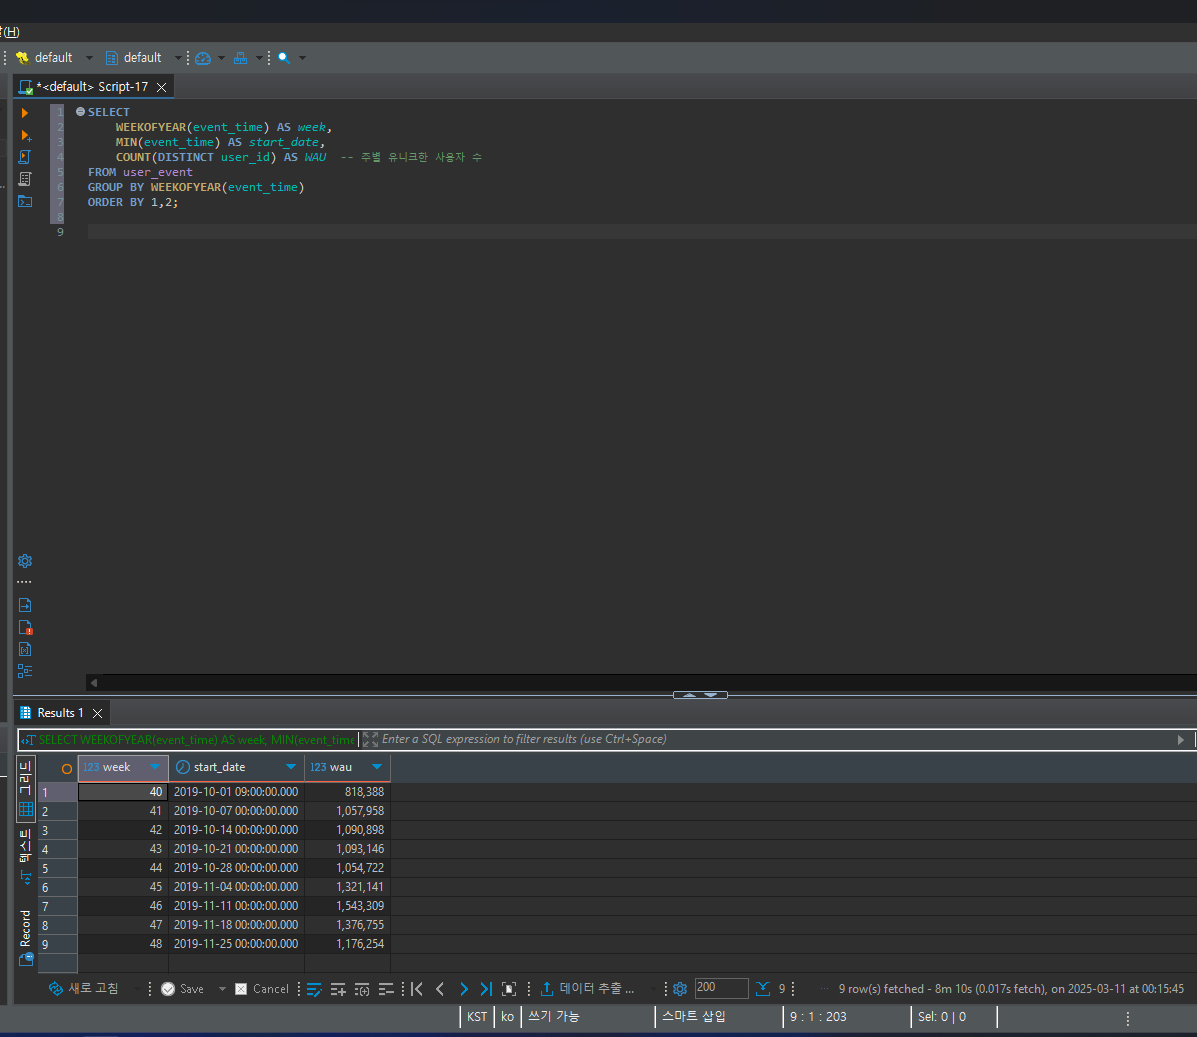 (H)
default default
*<default> Script-17
1 SELECT
2 WEEKOFYEAR(event_time) AS week,
3 MIN(event_time) AS start_date,
4 COUNT(DISTINCT user_id) AS WAU -- 주별 유니크한 사용자 수
5 FROM user_event
6 GROUP BY WEEKOFYEAR(event_time)
7 ORDER BY 1,2;
8
9
Results 1
SELECT WEEKOFYEAR(event_time) AS week, MIN(event_time Enter a SQL expression to filter results (use Ctrl+Space)
그리드
텍스트
Record
123 week start_date 123 wau
1 40 2019-10-01 09:00:00.000 818,388
2 41 2019-10-07 00:00:00.000 1,057,958
3 42 2019-10-14 00:00:00.000 1,090,898
4 43 2019-10-21 00:00:00.000 1,093,146
5 44 2019-10-28 00:00:00.000 1,054,722
6 45 2019-11-04 00:00:00.000 1,321,141
7 46 2019-11-11 00:00:00.000 1,543,309
8 47 2019-11-18 00:00:00.000 1,376,755
9 48 2019-11-25 00:00:00.000 1,176,254
새로 고침 Save Cancel 데이터 추출 ... 200 9 9 row(s) fetched - 8m 10s (0.017s fetch), on 2025-03-11 at 00:15:45
KST ko 쓰기 가능 스마트 삽입 9 : 1 : 203 Sel: 0 | 0